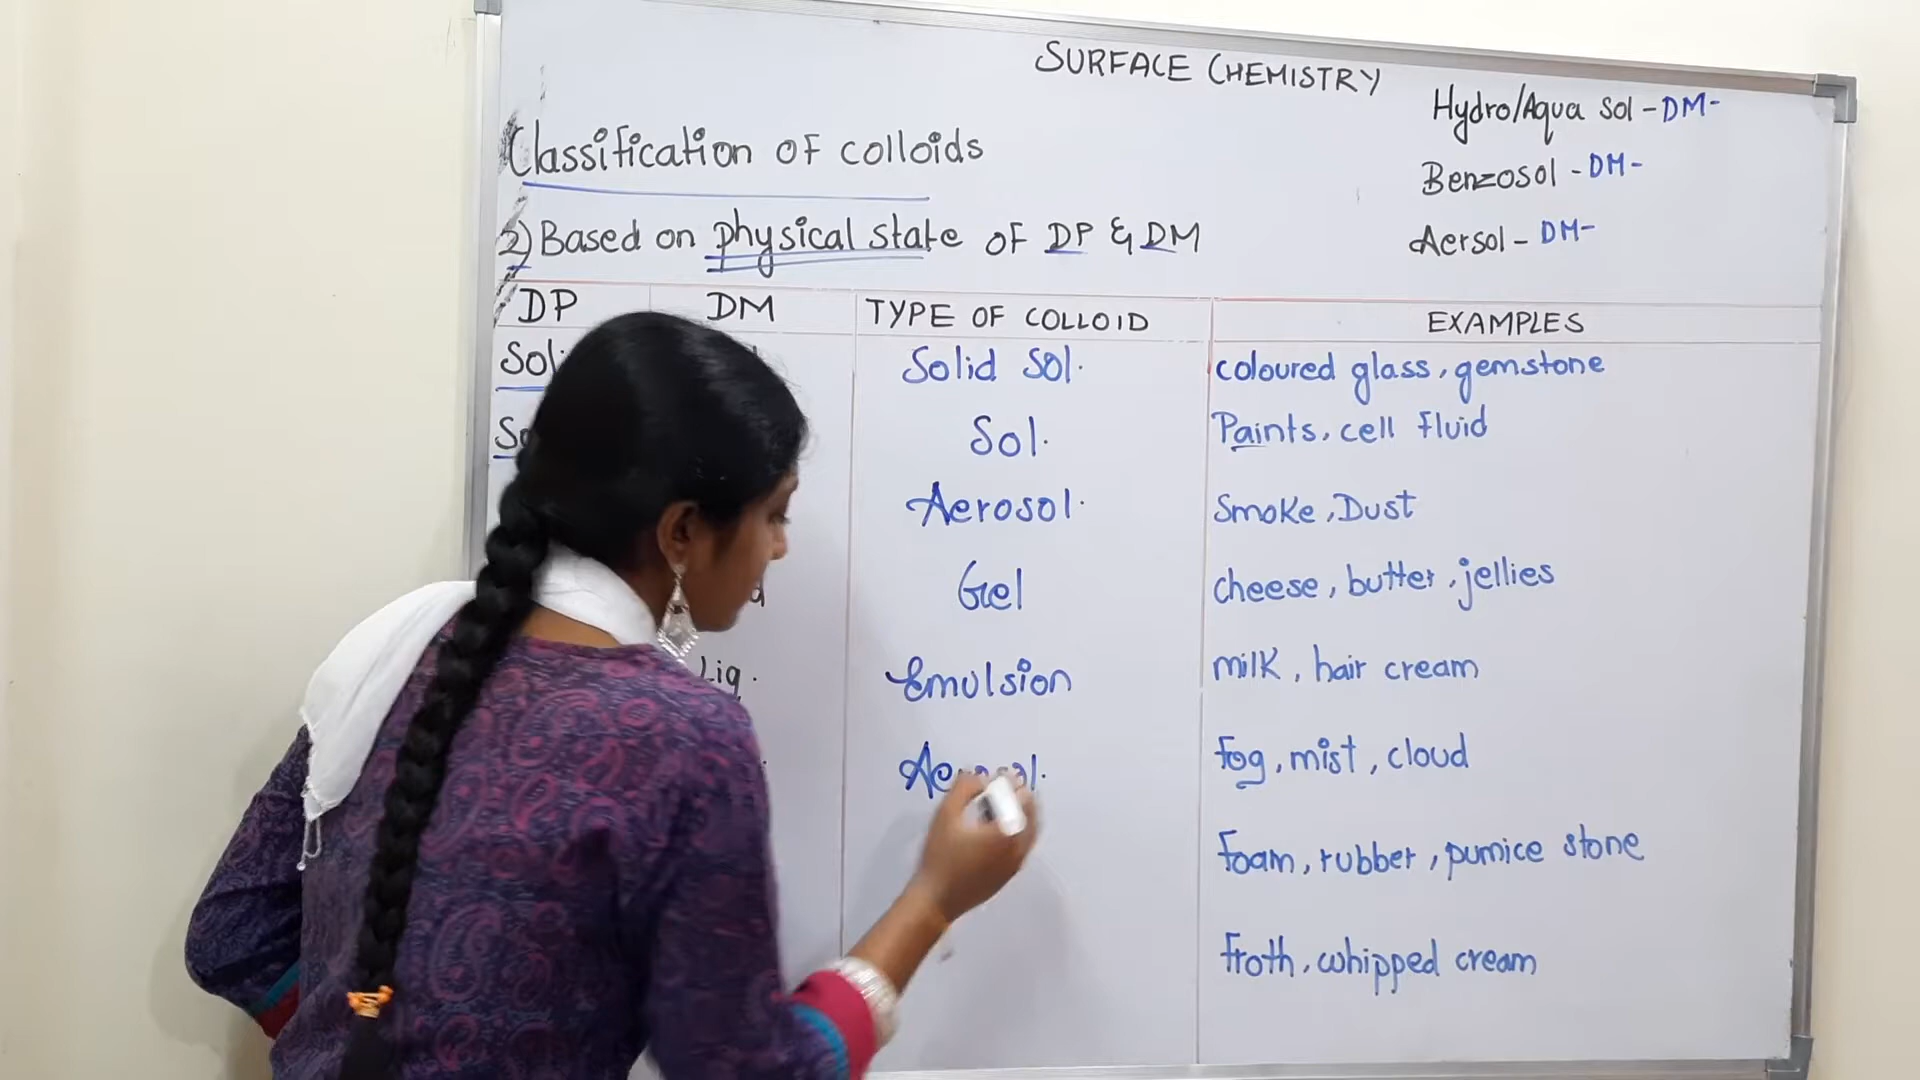 SURFACE CHEMISTRY
Hydro/Aqua sol - DM-
Benzosol - DM-
Aersol - DM-
Classification OF colloids
2) Based on physical state OF DP & DM
DP DM TYPE OF COLLOID EXAMPLES
Solid Sol. coloured glass, gemstone
Sol. Paints, cell fluid
Aerosol. Smoke, Dust
Gel cheese, butter, jellies
Liq. Emulsion milk, hair cream
fog, mist, cloud
foam, rubber, pumice stone
froth, whipped cream